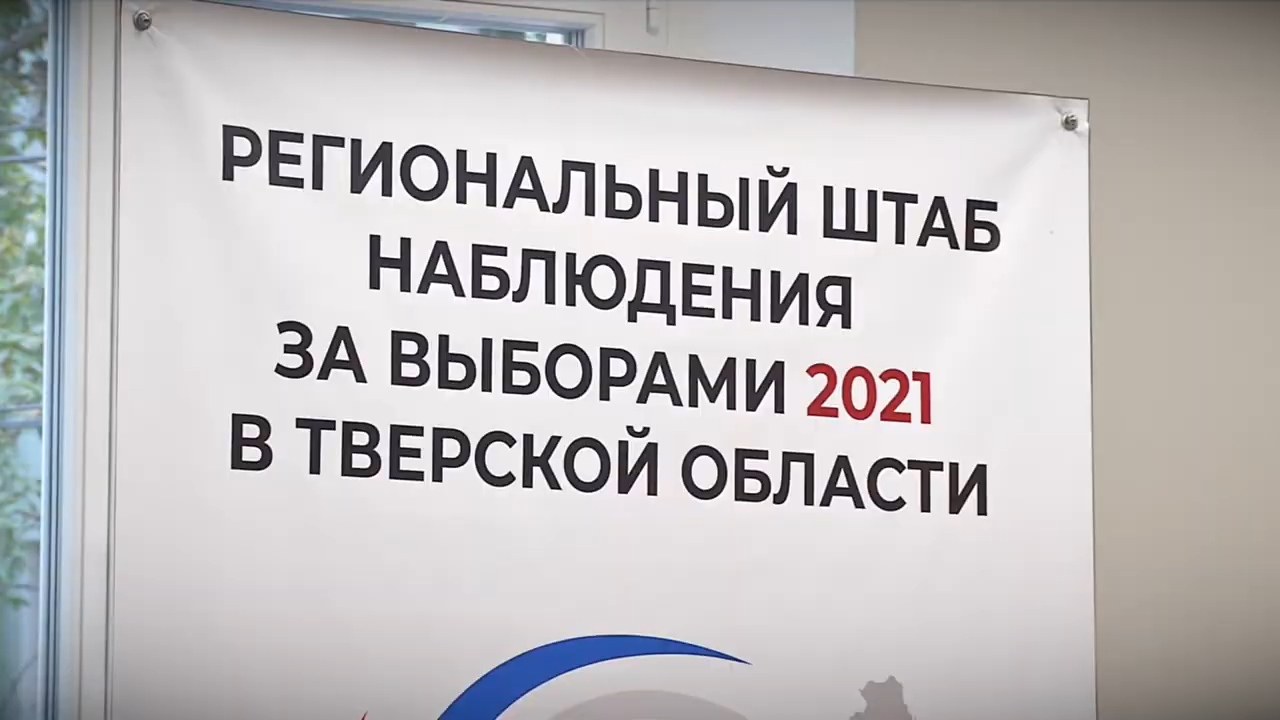 РЕГИОНАЛЬНЫЙ ШТАБ
НАБЛЮДЕНИЯ
ЗА ВЫБОРАМИ 2021
В ТВЕРСКОЙ ОБЛАСТИ